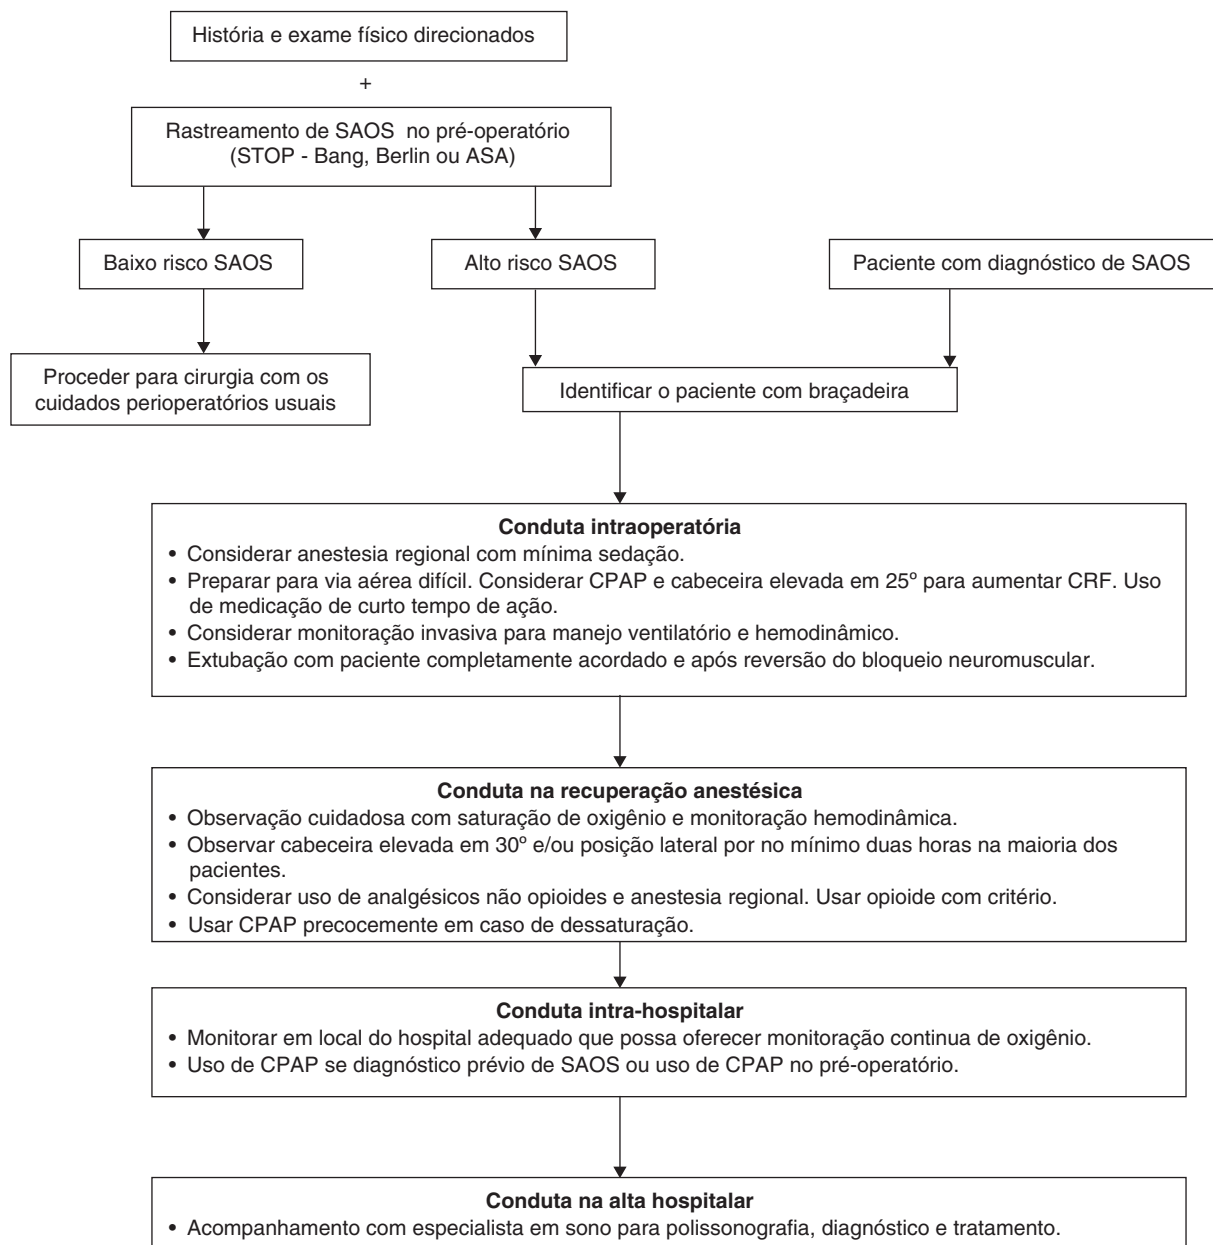 História e exame físico direcionados
+
Rastreamento de SAOS no pré-operatório
(STOP - Bang, Berlin ou ASA)
Baixo risco SAOS
Alto risco SAOS
Paciente com diagnóstico de SAOS
Proceder para cirurgia com os
cuidados perioperatórios usuais
Identificar o paciente com braçadeira
Conduta intraoperatória
• Considerar anestesia regional com mínima sedação.
• Preparar para via aérea difícil. Considerar CPAP e cabeceira elevada em 25º para aumentar CRF. Uso
de medicação de curto tempo de ação.
• Considerar monitoração invasiva para manejo ventilatório e hemodinâmico.
• Extubação com paciente completamente acordado e após reversão do bloqueio neuromuscular.
Conduta na recuperação anestésica
• Observação cuidadosa com saturação de oxigênio e monitoração hemodinâmica.
• Observar cabeceira elevada em 30º e/ou posição lateral por no mínimo duas horas na maioria dos
pacientes.
• Considerar uso de analgésicos não opioides e anestesia regional. Usar opioide com critério.
• Usar CPAP precocemente em caso de dessaturação.
Conduta intra-hospitalar
• Monitorar em local do hospital adequado que possa oferecer monitoração continua de oxigênio.
• Uso de CPAP se diagnóstico prévio de SAOS ou uso de CPAP no pré-operatório.
Conduta na alta hospitalar
• Acompanhamento com especialista em sono para polissonografia, diagnóstico e tratamento.